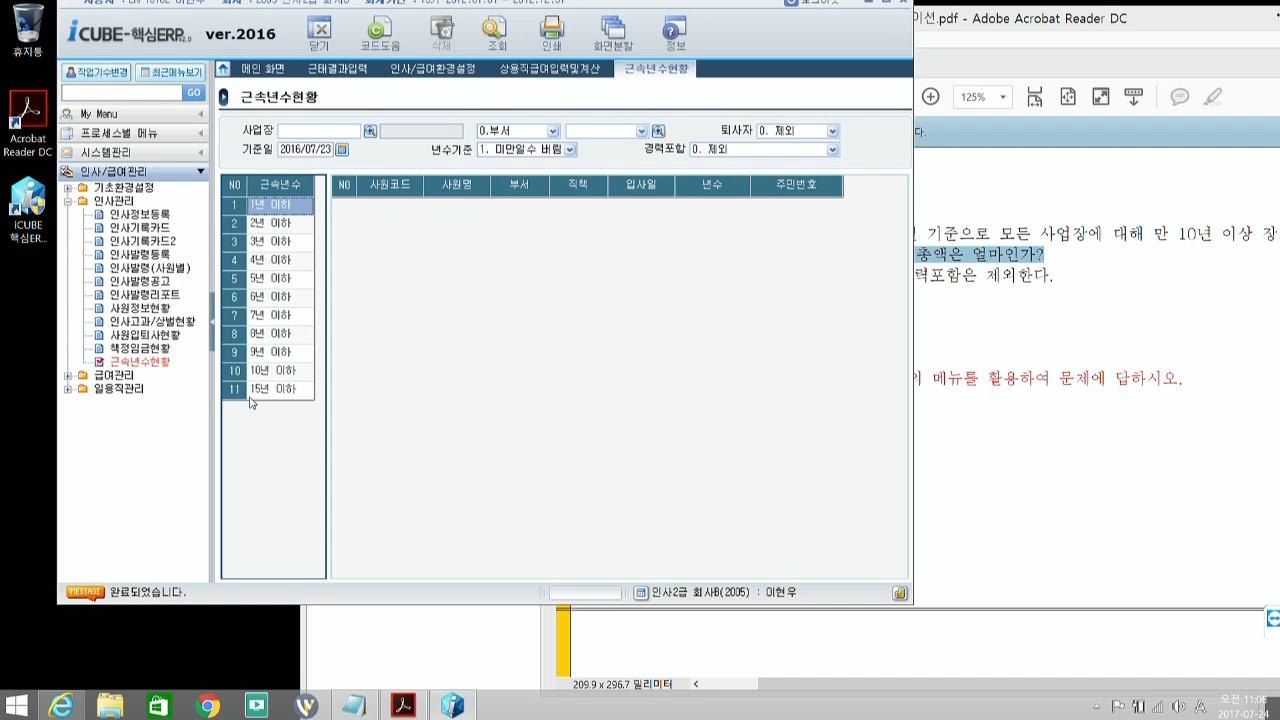 휴지통
Acrobat
Reader DC
iCUBE
핵심ER...
iCUBE-핵심ERP v2.0 ver.2016
닫기 코드도움 삭제 조회 인쇄 화면분할 정보
이션.pdf - Adobe Acrobat Reader DC
작업기수변경 최근메뉴보기
메인 화면 근태결과입력 인사/급여환경설정 상용직급여입력및계산 근속년수현황
GO
My Menu
프로세스별 메뉴
시스템관리
인사/급여관리
기초환경설정
인사관리
인사정보등록
인사기록카드
인사기록카드2
인사발령등록
인사발령(사원별)
인사발령공고
인사발령리포트
사원정보현황
인사고과/상벌현황
사원입퇴사현황
책정임금현황
근속년수현황
급여관리
일용직관리
근속년수현황
사업장 0.부서 퇴사자 0. 제외
기준일 2016/07/23 년수기준 1. 미만일수 버림 경력포함 0. 제외
NO 근속년수
1 1년 이하
2 2년 이하
3 3년 이하
4 4년 이하
5 5년 이하
6 6년 이하
7 7년 이하
8 8년 이하
9 9년 이하
10 10년 이하
11 15년 이하
NO 사원코드 사원명 부서 직책 입사일 년수 주민번호
125%
다.
기준으로 모든 사업장에 대해 만 10년 이상 장
총액은 얼마인가?
력포함은 제외한다.
메뉴를 활용하여 문제에 답하시오.
MESSAGE 완료되었습니다.
인사2급 회사B(2005) : 이현우
209.9 x 296.7 밀리미터
오전 11:08
2017-07-24